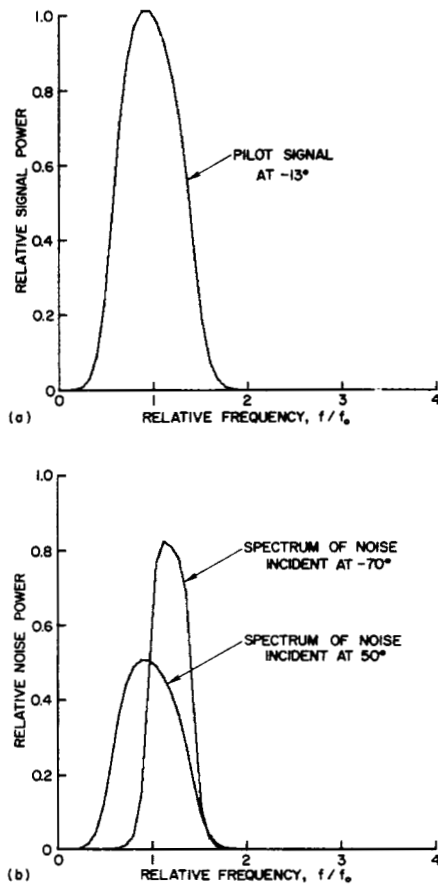 1.0
0.8
0.6
0.4
0.2
0
RELATIVE SIGNAL POWER
PILOT SIGNAL
AT -13°
0 1 2 3 4
(a) RELATIVE FREQUENCY, f/f₀
1.0
0.8
0.6
0.4
0.2
0
RELATIVE NOISE POWER
SPECTRUM OF NOISE
INCIDENT AT -70°
SPECTRUM OF NOISE
INCIDENT AT 50°
0 1 2 3 4
(b) RELATIVE FREQUENCY, f/f₀